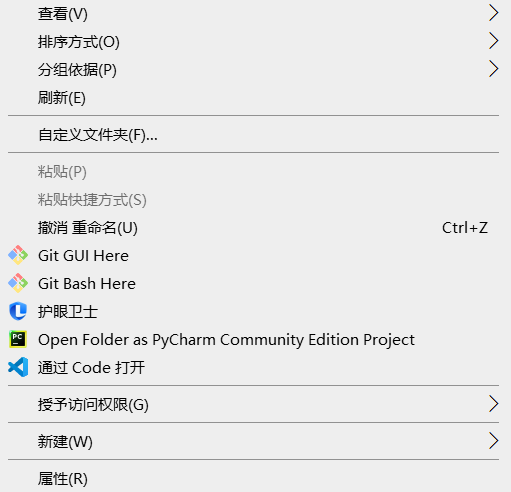 查看(V)
排序方式(O)
分组依据(P)
刷新(E)
自定义文件夹(F)...
粘贴(P)
粘贴快捷方式(S)
撤消 重命名(U) Ctrl+Z
Git GUI Here
Git Bash Here
护眼卫士
PC Open Folder as PyCharm Community Edition Project
通过 Code 打开
授予访问权限(G)
新建(W)
属性(R)